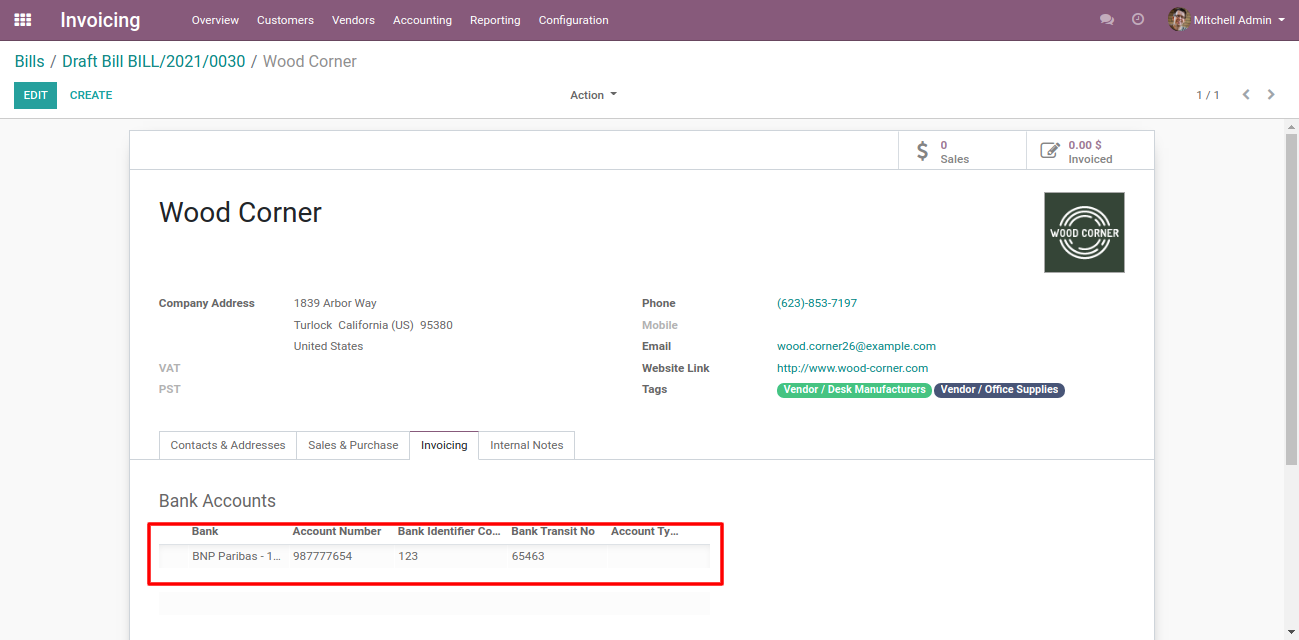 Invoicing Overview Customers Vendors Accounting Reporting Configuration Mitchell Admin
Bills / Draft Bill BILL/2021/0030 / Wood Corner
EDIT CREATE Action 1 / 1
0
Sales
0.00 $
Invoiced
Wood Corner
WOOD CORNER
Company Address 1839 Arbor Way
Turlock California (US) 95380
United States
VAT
PST
Phone (623)-853-7197
Mobile
Email wood.corner26@example.com
Website Link http://www.wood-corner.com
Tags Vendor / Desk Manufacturers Vendor / Office Supplies
Contacts & Addresses Sales & Purchase Invoicing Internal Notes
Bank Accounts
Bank Account Number Bank Identifier Co... Bank Transit No Account Ty...
BNP Paribas - 1... 987777654 123 65463